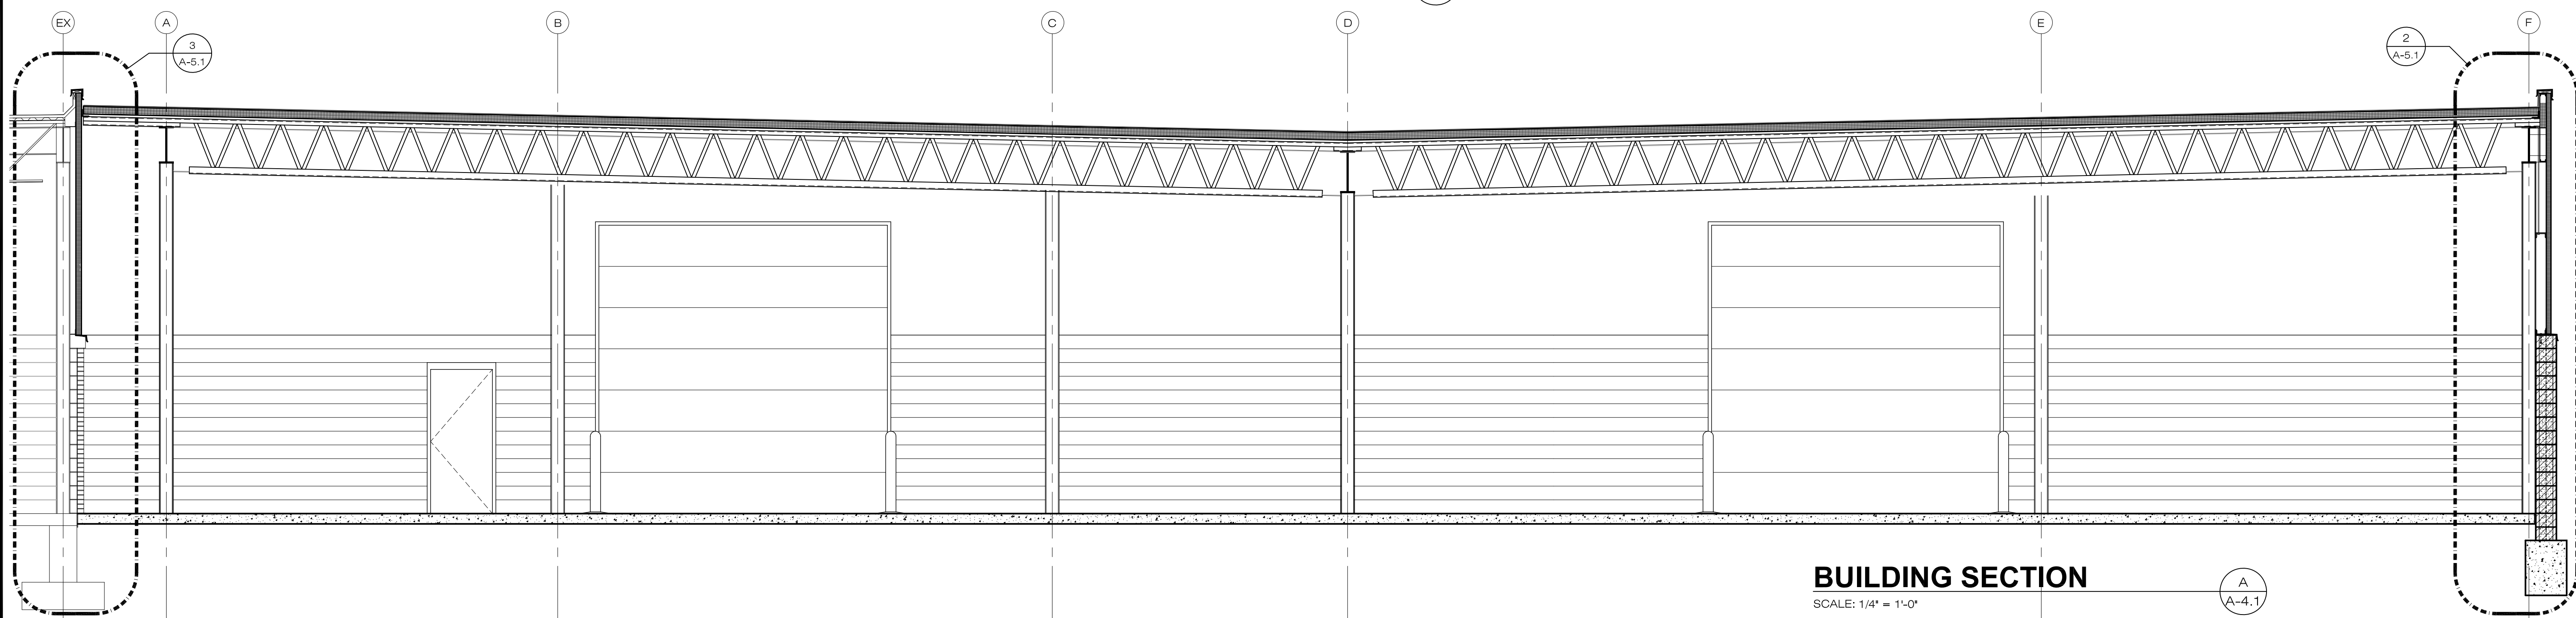 EX
A
B
C
D
E
F
3
A-5.1
2
A-5.1
BUILDING SECTION
SCALE: 1/4" = 1'-0"
A
A-4.1